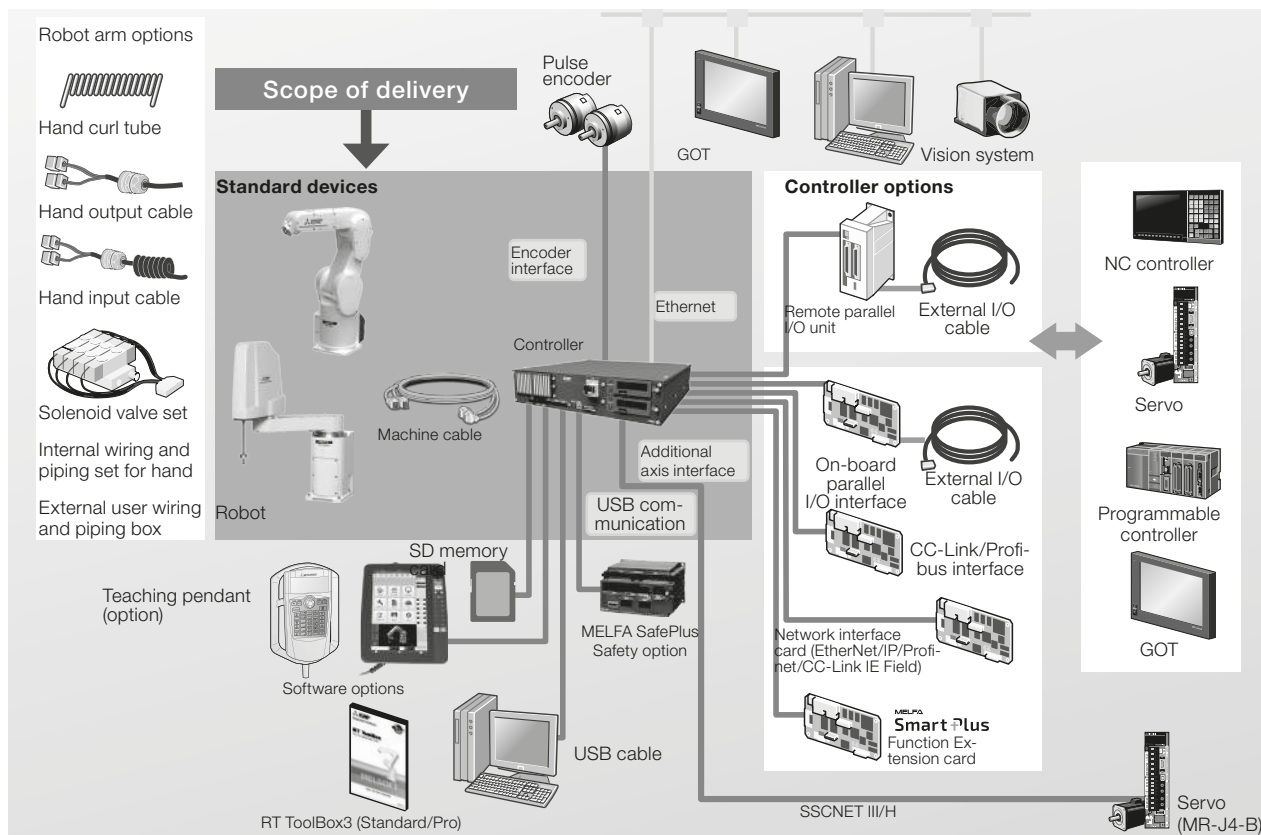 Robot arm options
Hand curl tube
Hand output cable
Hand input cable
Solenoid valve set
Internal wiring and
piping set for hand
External user wiring
and piping box
Scope of delivery
Standard devices
Robot
Machine cable
Controller
Pulse
encoder
Encoder
interface
Ethernet
Additional
axis interface
USB com-
munication
GOT
Vision system
Controller options
Remote parallel
I/O unit
External I/O
cable
On-board
parallel
I/O interface
External I/O
cable
CC-Link/Profi-
bus interface
Network interface
card (EtherNet/IP/Profi-
net/CC-Link IE Field)
MELFA
Smart Plus
Function Ex-
tension card
NC controller
Servo
Programmable
controller
GOT
Teaching pendant
(option)
SD memory
card
MELFA SafePlus
Safety option
Software options
RT ToolBox3 (Standard/Pro)
USB cable
SSCNET III/H
Servo
(MR-J4-B)